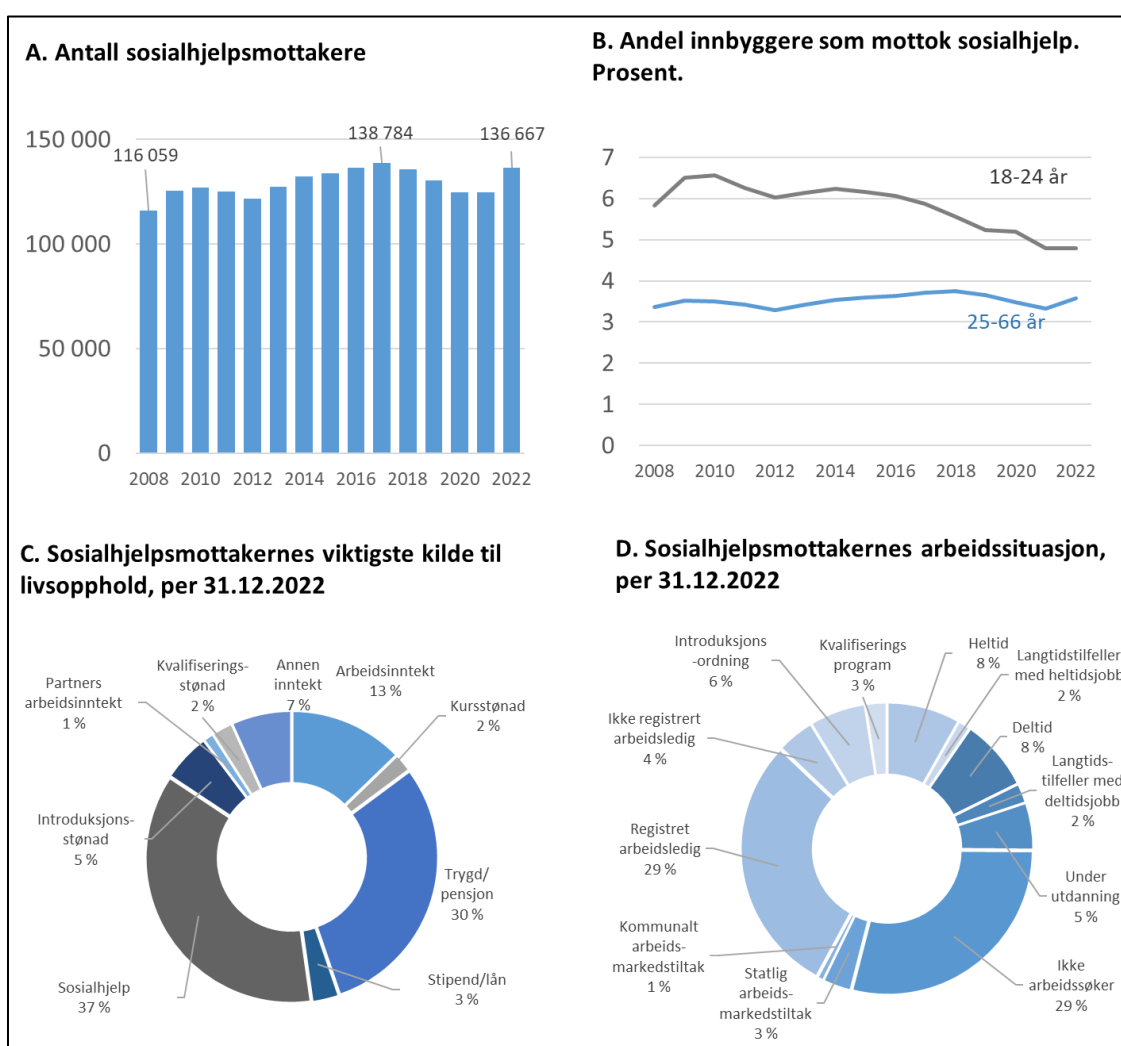 A. Antall sosialhjelpsmottakere
150 000
100 000
50 000
0
116 059
138 784
136 667
2008 2010 2012 2014 2016 2018 2020 2022
B. Andel innbyggere som mottok sosialhjelp.
Prosent.
7
6
5
4
3
2
1
0
18-24 år
25-66 år
2008 2010 2012 2014 2016 2018 2020 2022
C. Sosialhjelpsmottakernes viktigste kilde til
livsopphold, per 31.12.2022
Arbeidsinntekt
13 %
Kursstønad
2 %
Trygd/
pensjon
30 %
Stipend/lån
3 %
Sosialhjelp
37 %
Introduksjons-
stønad
5 %
Partners
arbeidsinntekt
1 %
Kvalifiserings-
stønad
2 %
Annen
inntekt
7 %
D. Sosialhjelpsmottakernes arbeidssituasjon,
per 31.12.2022
Heltid
8 %
Langtidstilfeller
med heltidsjobb
2 %
Deltid
8 %
Langtids-
tilfeller med
deltidsjobb
2 %
Under
utdanning
5 %
Ikke
arbeidssøker
29 %
Statlig
arbeids-
markedstiltak
3 %
Kommunalt
arbeids-
markedstiltak
1 %
Registret
arbeidsledig
29 %
Ikke registrert
arbeidsledig
4 %
Introduksjons
-ordning
6 %
Kvalifiserings
program
3 %